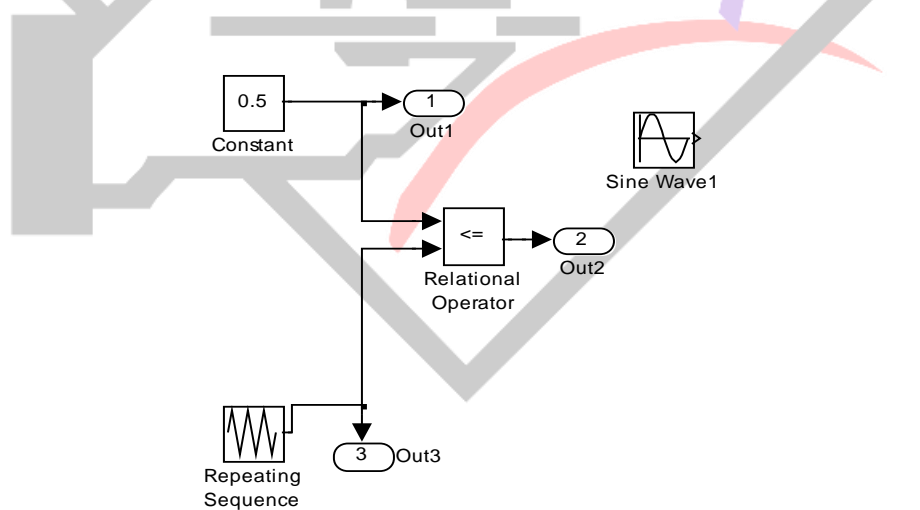 0.5
Constant
1
Out1
Sine Wave1
<=
Relational
Operator
2
Out2
Repeating
Sequence
3
Out3